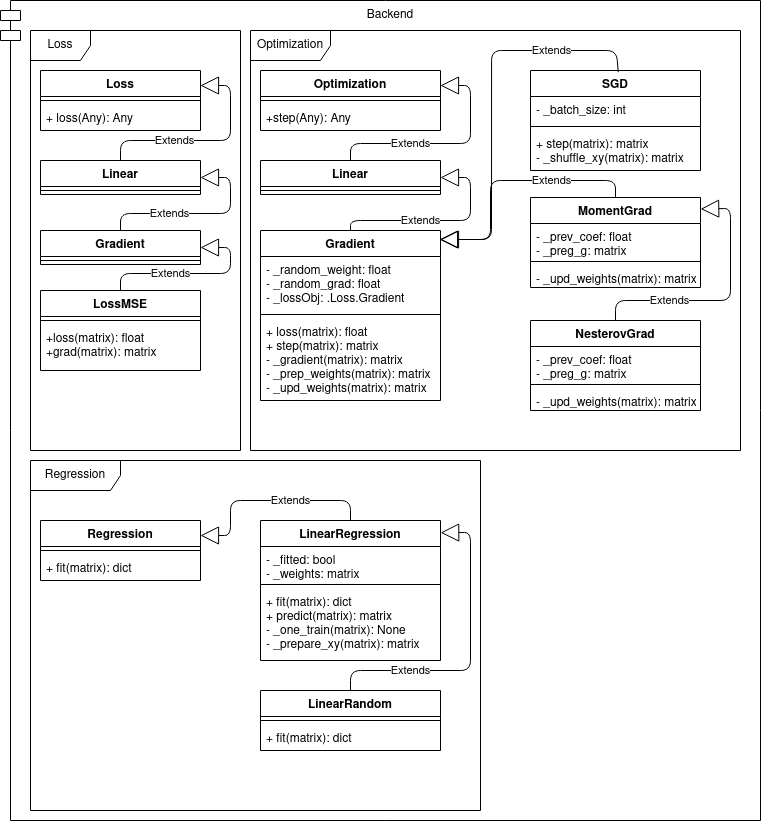 Backend
Loss
Loss
+ loss(Any): Any
Extends
Linear
Extends
Gradient
Extends
LossMSE
+loss(matrix): float
+grad(matrix): matrix
Optimization
Optimization
+step(Any): Any
Extends
Linear
Extends
Gradient
- _random_weight: float
- _random_grad: float
- _lossObj: .Loss.Gradient
+ loss(matrix): float
+ step(matrix): matrix
- _gradient(matrix): matrix
- _prep_weights(matrix): matrix
- _upd_weights(matrix): matrix
Extends
SGD
- _batch_size: int
+ step(matrix): matrix
- _shuffle_xy(matrix): matrix
Extends
MomentGrad
- _prev_coef: float
- _preg_g: matrix
- _upd_weights(matrix): matrix
Extends
NesterovGrad
- _prev_coef: float
- _preg_g: matrix
- _upd_weights(matrix): matrix
Regression
Regression
+ fit(matrix): dict
Extends
LinearRegression
- _fitted: bool
- _weights: matrix
+ fit(matrix): dict
+ predict(matrix): matrix
- _one_train(matrix): None
- _prepare_xy(matrix): matrix
Extends
LinearRandom
+ fit(matrix): dict